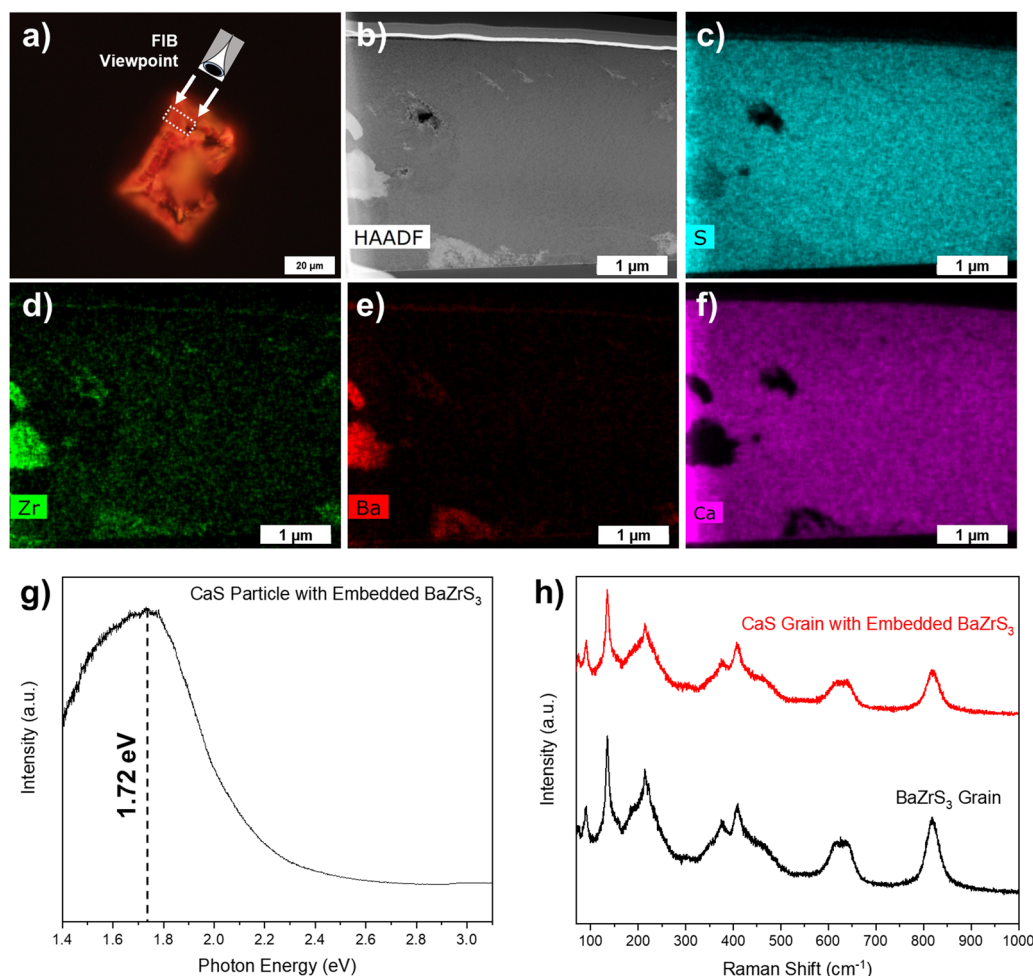 a)
FIB
Viewpoint
20 µm
b)
HAADF
1 µm
c)
S
1 µm
d)
Zr
1 µm
e)
Ba
1 µm
f)
Ca
1 µm
g)
CaS Particle with Embedded BaZrS₃
1.72 eV
Intensity (a.u.)
1.4 1.6 1.8 2.0 2.2 2.4 2.6 2.8 3.0
Photon Energy (eV)
h)
CaS Grain with Embedded BaZrS₃
BaZrS₃ Grain
Intensity (a.u.)
100 200 300 400 500 600 700 800 900 1000
Raman Shift (cm⁻¹)